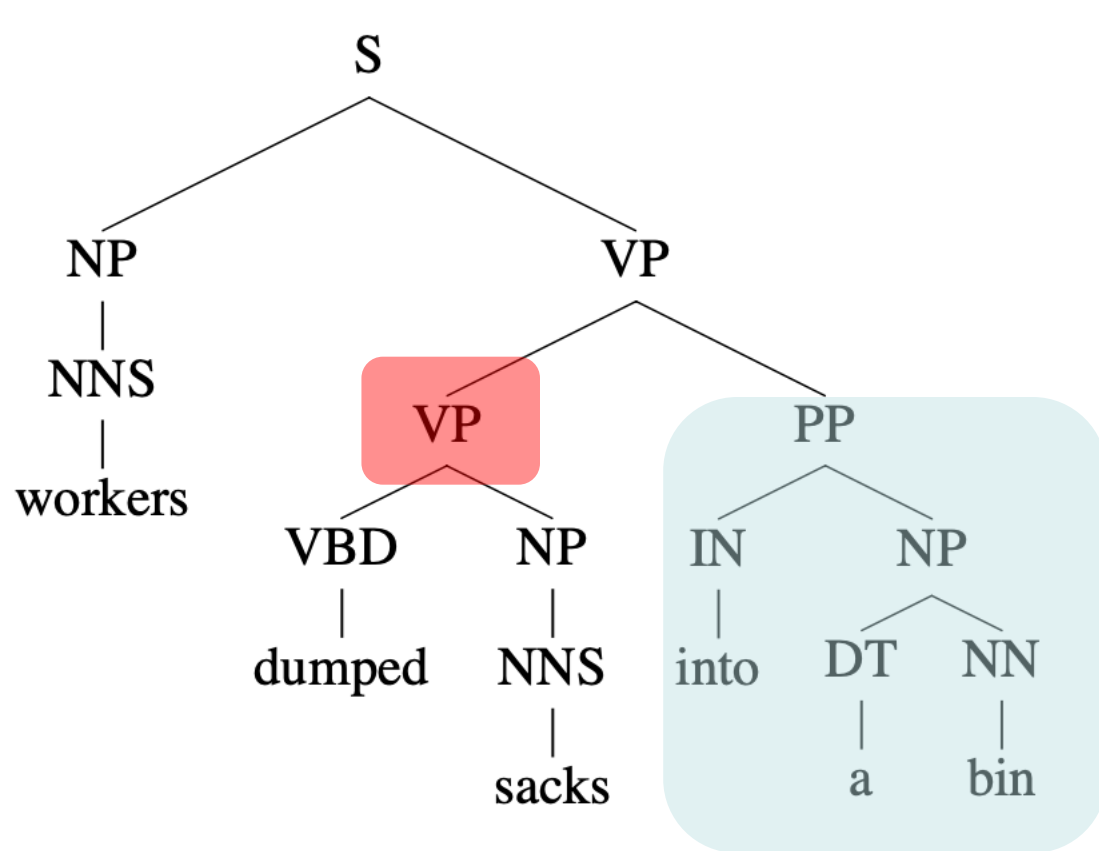 S
NP VP
NNS VP PP
workers VBD NP IN NP
dumped NNS into DT NN
sacks a bin